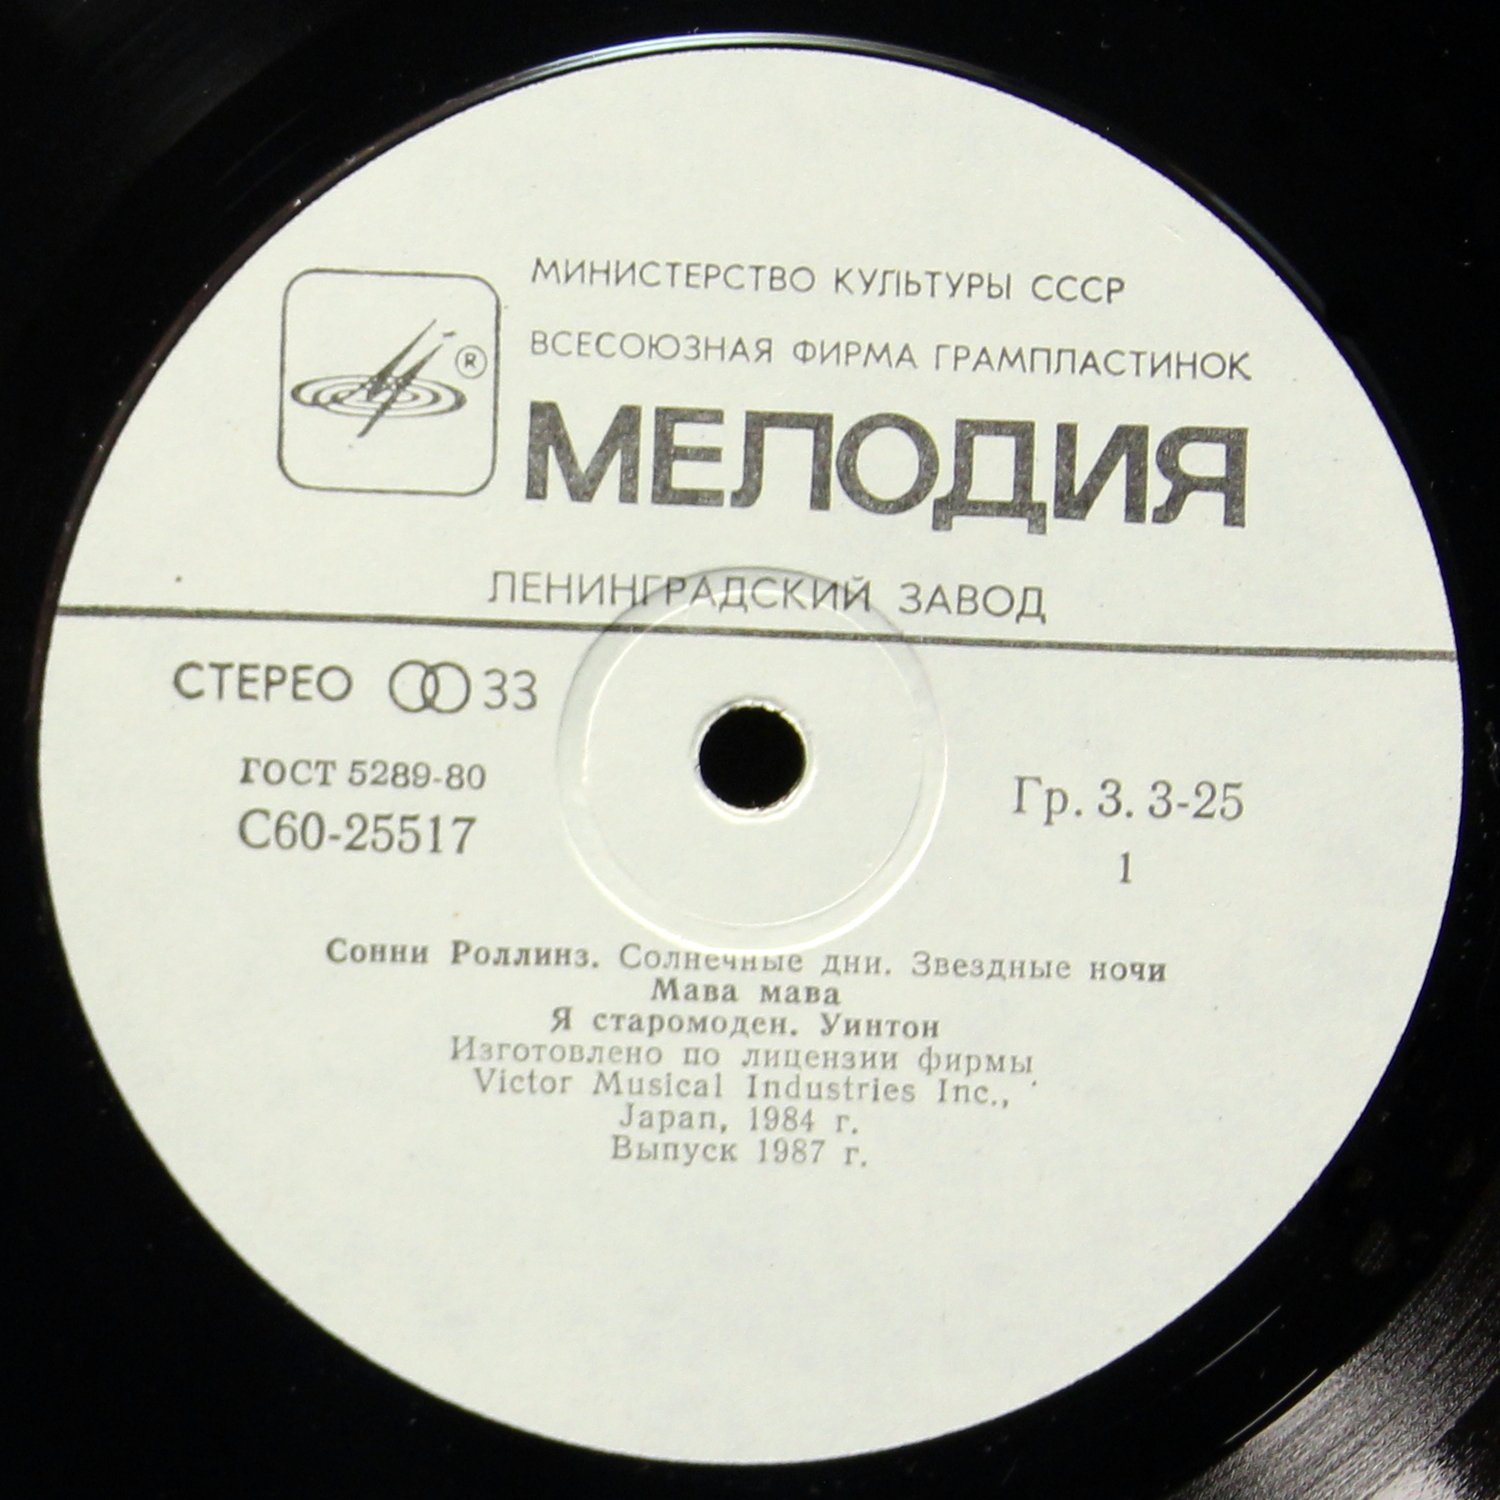 МИНИСТЕРСТВО КУЛЬТУРЫ СССР
ВСЕСОЮЗНАЯ ФИРМА ГРАМПЛАСТИНОК
®
МЕЛОДИЯ
ЛЕНИНГРАДСКИЙ ЗАВОД
СТЕРЕО 33
ГОСТ 5289-80
С60-25517
Гр. 3. 3-25
1
Сонни Роллинз. Солнечные дни. Звездные ночи
Мава мава
Я старомоден. Уинтон
Изготовлено по лицензии фирмы
Victor Musical Industries Inc.,
Japan, 1984 г.
Выпуск 1987 г.